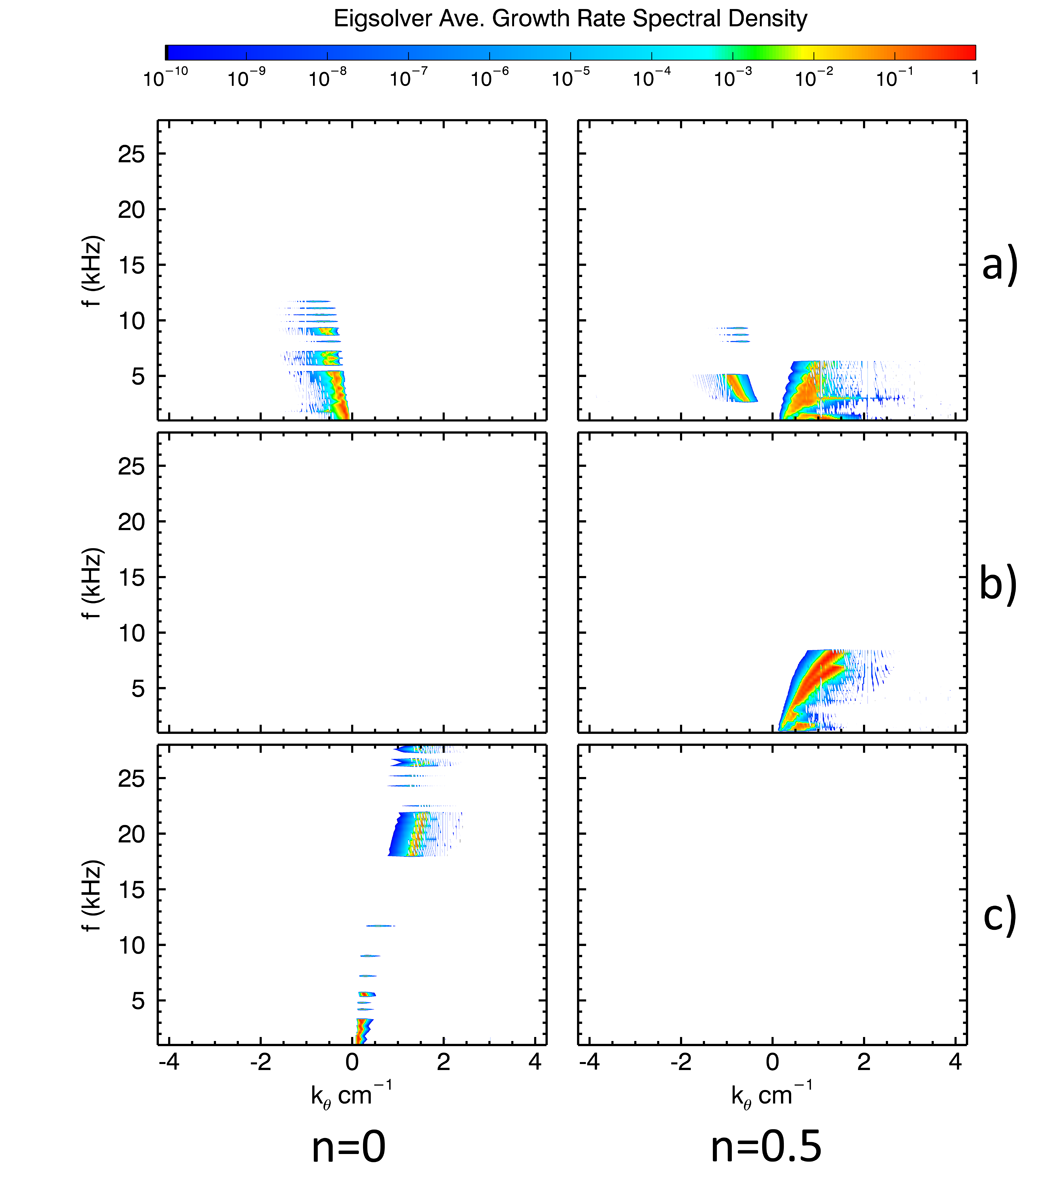 Eigsolver Ave. Growth Rate Spectral Density
10⁻¹⁰ 10⁻⁹ 10⁻⁸ 10⁻⁷ 10⁻⁶ 10⁻⁵ 10⁻⁴ 10⁻³ 10⁻² 10⁻¹ 1
25
20
15
10
5
f (kHz)
a)
25
20
15
10
5
f (kHz)
b)
25
20
15
10
5
f (kHz)
c)
-4 -2 0 2 4 -4 -2 0 2 4
k_θ cm⁻¹ k_θ cm⁻¹
n=0 n=0.5